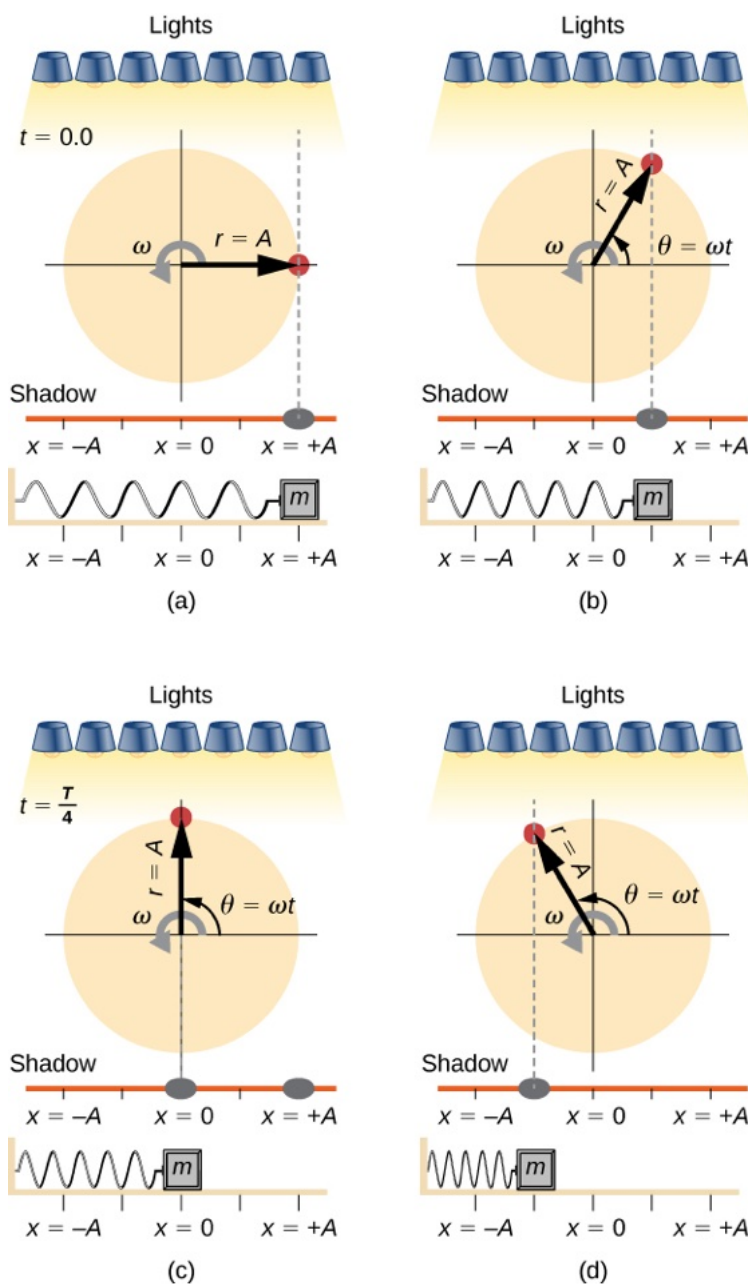 Lights
t = 0.0
ω
r = A
Shadow
x = –A x = 0 x = +A
m
x = –A x = 0 x = +A
(a)
Lights
r = A
ω
θ = ωt
Shadow
x = –A x = 0 x = +A
m
x = –A x = 0 x = +A
(b)
Lights
t = T/4
r = A
ω
θ = ωt
Shadow
x = –A x = 0 x = +A
m
x = –A x = 0 x = +A
(c)
Lights
r = A
ω
θ = ωt
Shadow
x = –A x = 0 x = +A
m
x = –A x = 0 x = +A
(d)